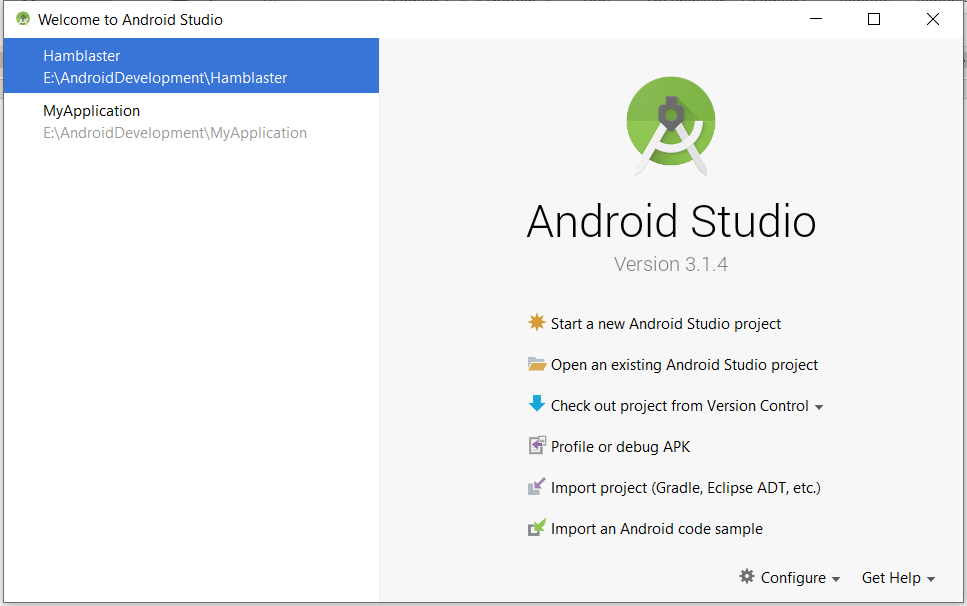 Welcome to Android Studio
Hamblaster
E:\AndroidDevelopment\Hamblaster
MyApplication
E:\AndroidDevelopment\MyApplication
Android Studio
Version 3.1.4
Start a new Android Studio project
Open an existing Android Studio project
Check out project from Version Control
Profile or debug APK
Import project (Gradle, Eclipse ADT, etc.)
Import an Android code sample
Configure
Get Help